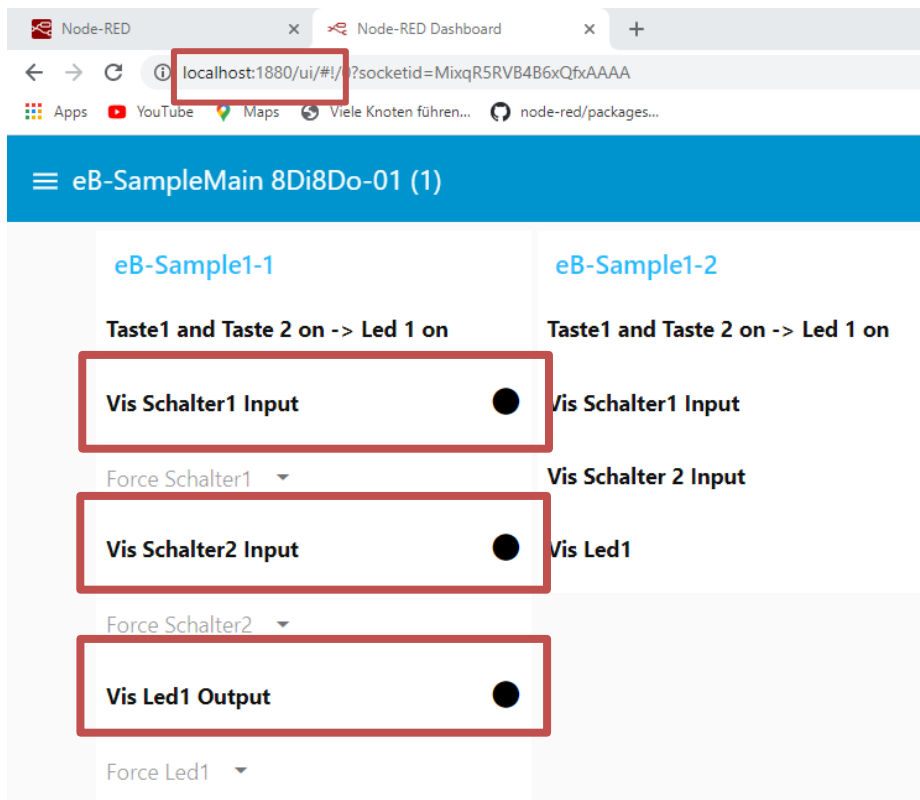 Node-RED
Node-RED Dashboard
localhost:1880/ui/#!/0?socketid=MixqR5RVB4B6xQfxAAAA
Apps YouTube Maps Viele Knoten führen... node-red/packages...
eB-SampleMain 8Di8Do-01 (1)
eB-Sample1-1
Taste1 and Taste 2 on -> Led 1 on
Vis Schalter1 Input
Force Schalter1
Vis Schalter2 Input
Force Schalter2
Vis Led1 Output
Force Led1
eB-Sample1-2
Taste1 and Taste 2 on -> Led 1 on
Vis Schalter1 Input
Vis Schalter 2 Input
Vis Led1